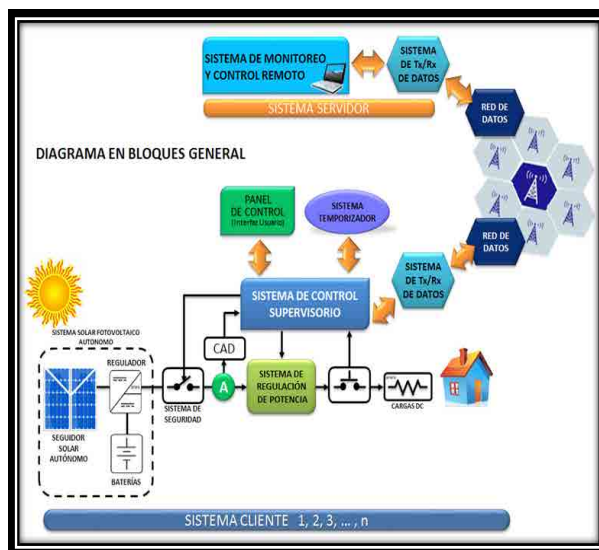 SISTEMA DE MONITOREO
Y CONTROL REMOTO
SISTEMA
DE Tx/Rx
DE DATOS
SISTEMA SERVIDOR
RED DE
DATOS
DIAGRAMA EN BLOQUES GENERAL
PANEL
DE CONTROL
(Interfaz Usuario)
SISTEMA
TEMPORIZADOR
RED DE
DATOS
SISTEMA
DE Tx/Rx
DE DATOS
SISTEMA DE CONTROL
SUPERVISORIO
SISTEMA SOLAR FOTOVOLTAICO
AUTONOMO
CAD
REGULADOR
SISTEMA DE
REGULACIÓN
DE POTENCIA
A
SISTEMA DE
SEGURIDAD
CARGAS DC
SEGUIDOR
SOLAR
AUTÓNOMO
BATERÍAS
SISTEMA CLIENTE 1, 2, 3, ... , n